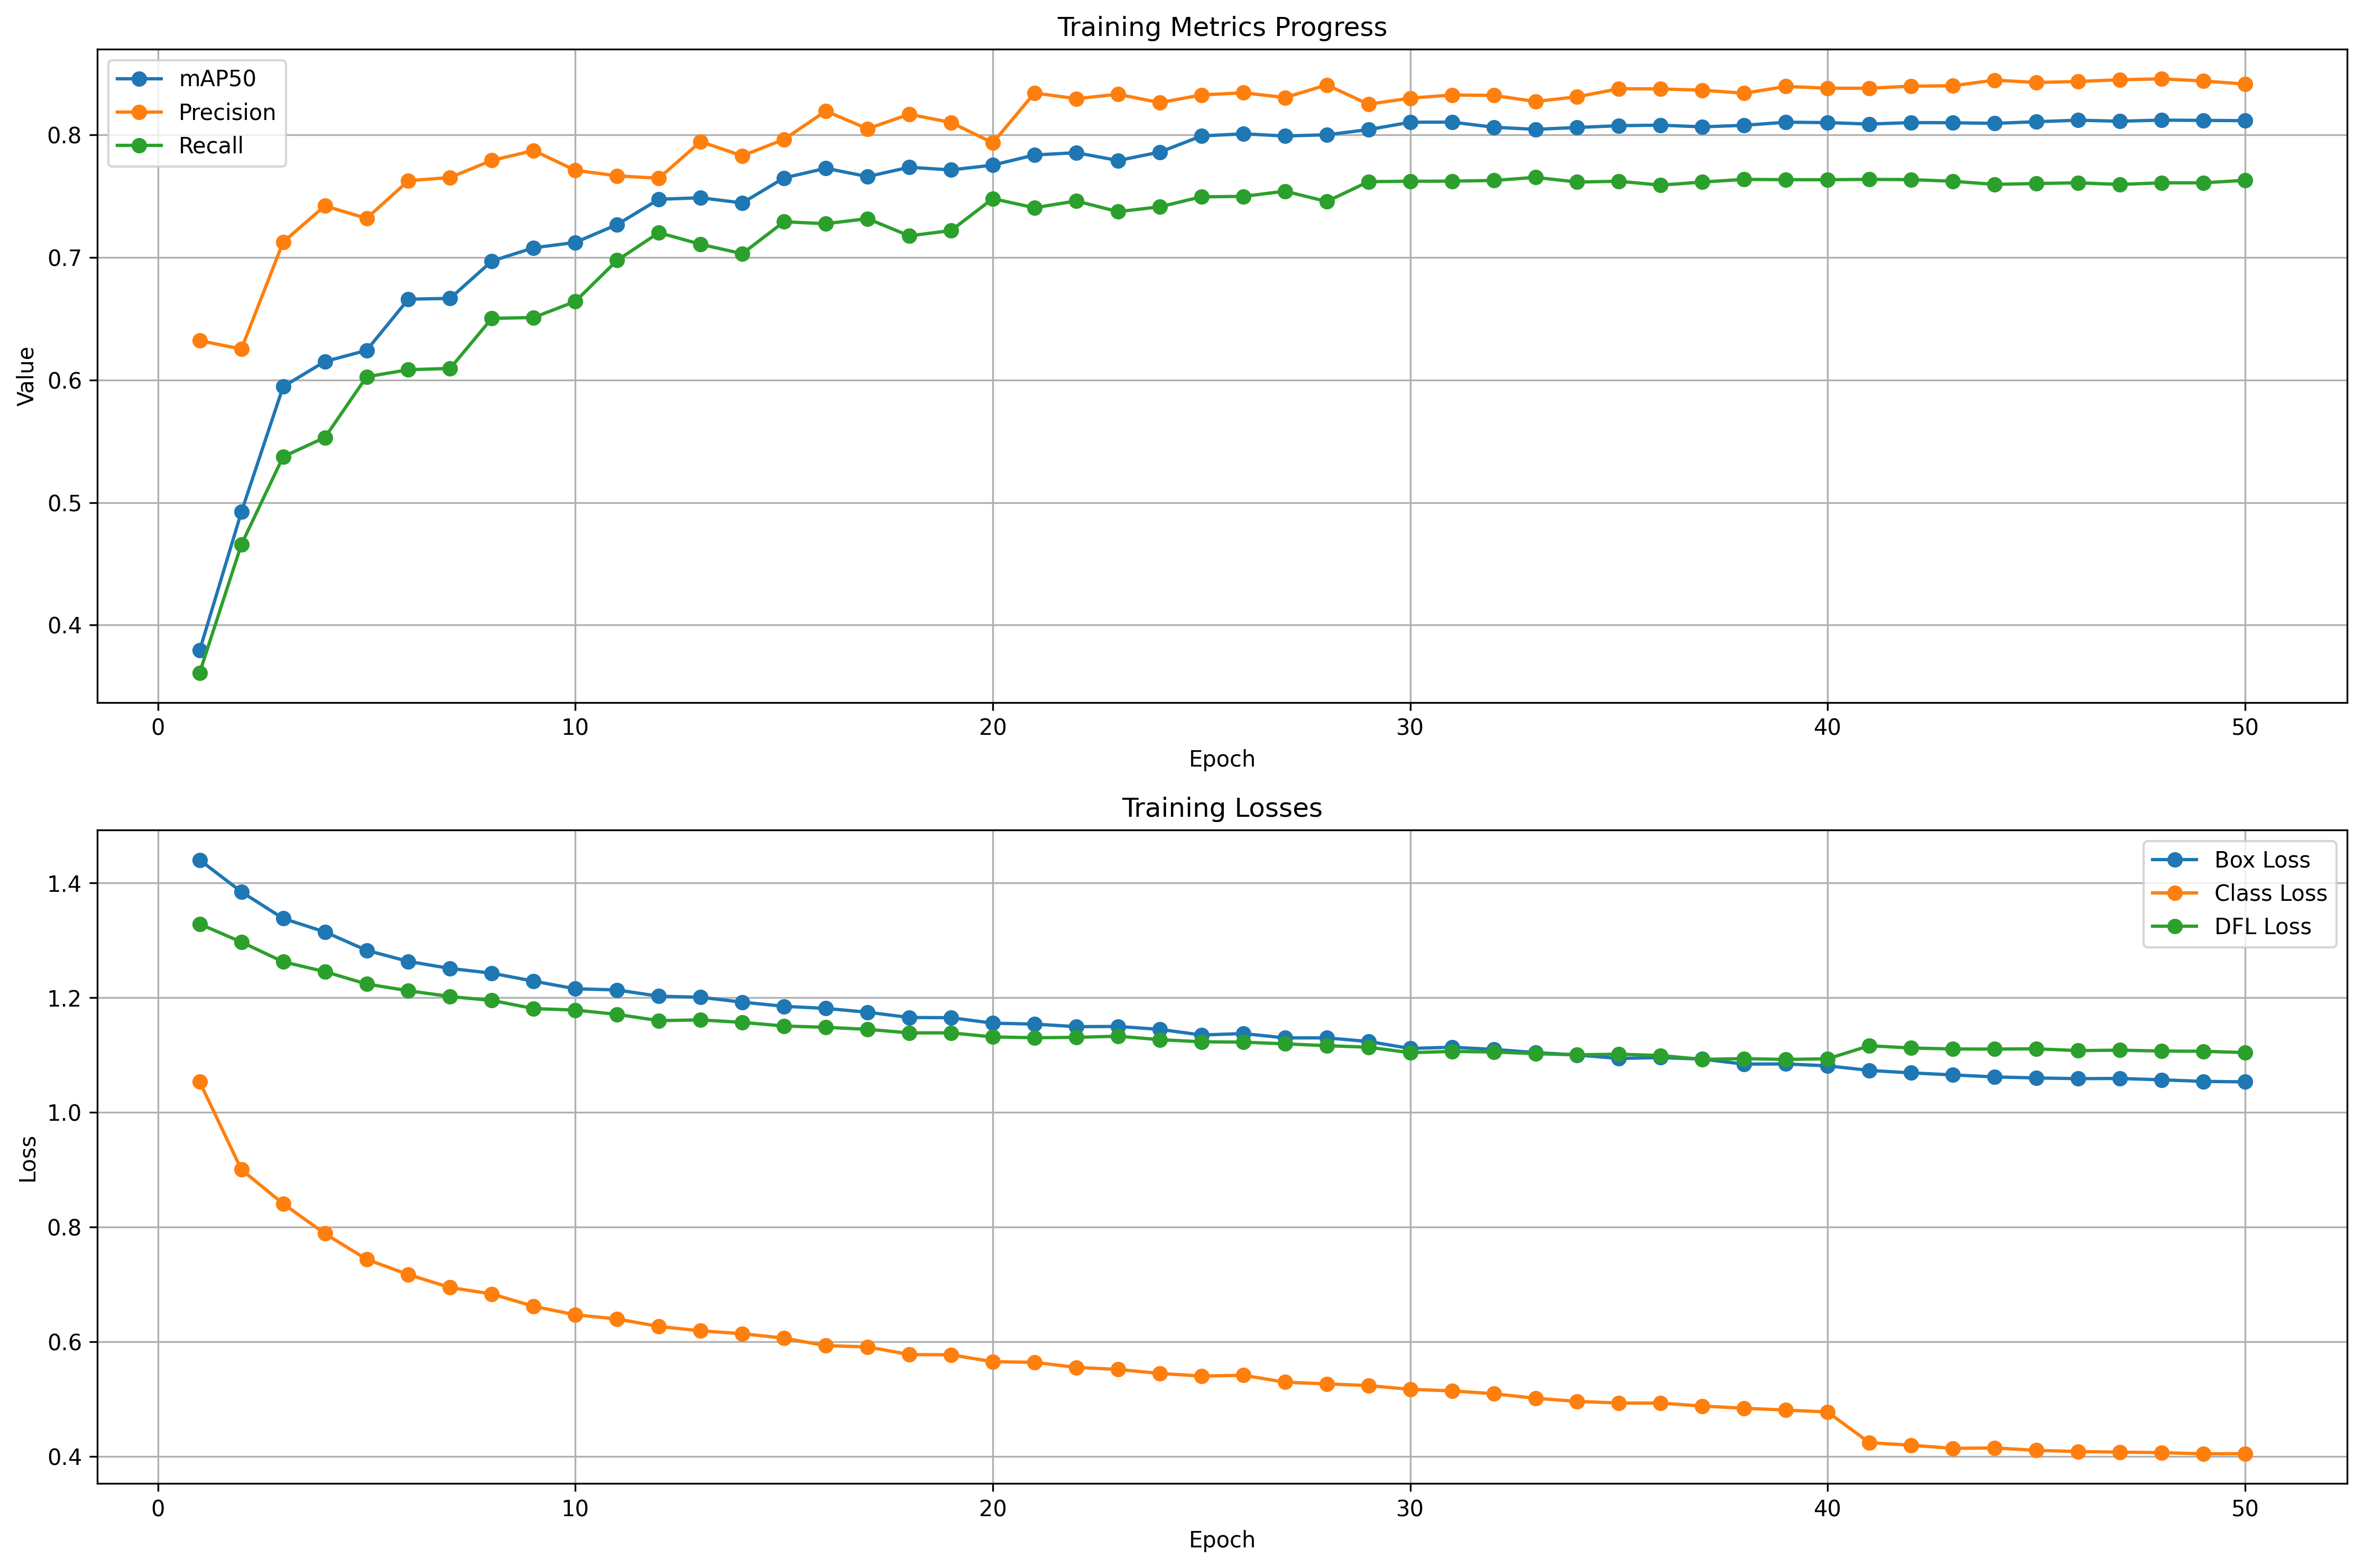 Training Metrics Progress
mAP50
Precision
Recall
Value
0.8
0.7
0.6
0.5
0.4
0 10 20 30 40 50
Epoch
Training Losses
Box Loss
Class Loss
DFL Loss
Loss
1.4
1.2
1.0
0.8
0.6
0.4
0 10 20 30 40 50
Epoch